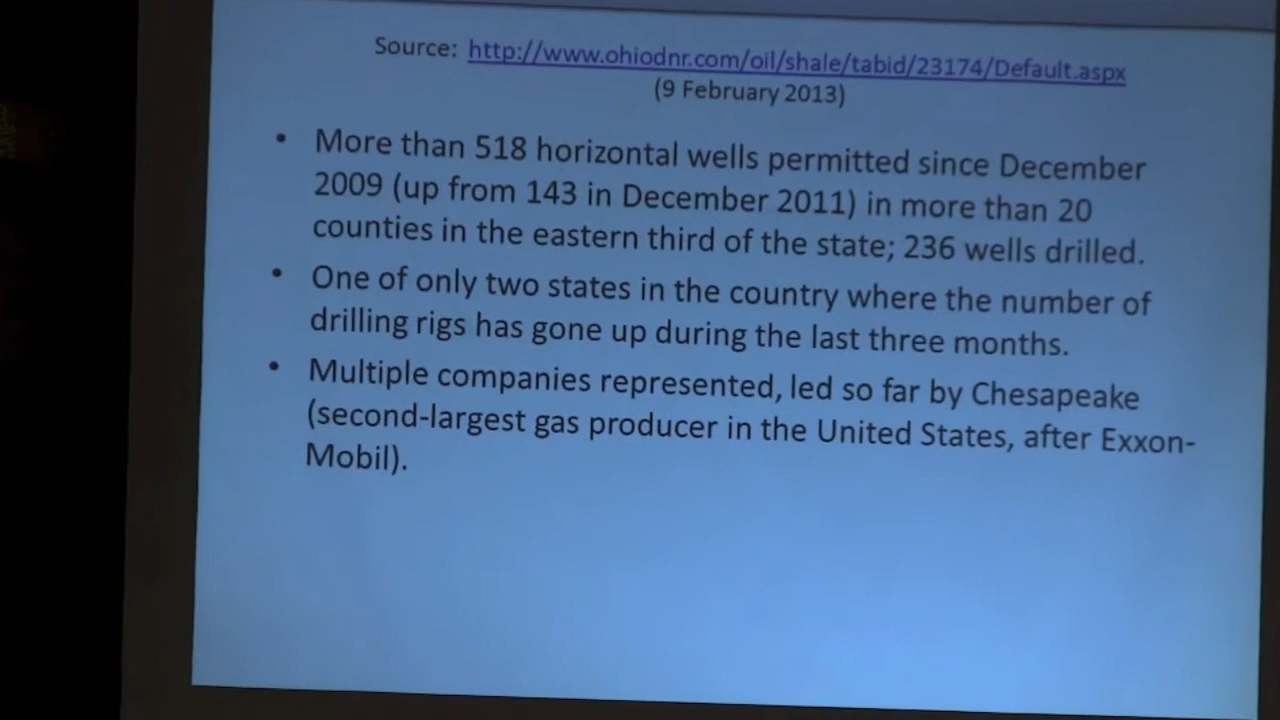 Source: http://www.ohiodnr.com/oil/shale/tabid/23174/Default.aspx
(9 February 2013)
• More than 518 horizontal wells permitted since December
2009 (up from 143 in December 2011) in more than 20
counties in the eastern third of the state; 236 wells drilled.
• One of only two states in the country where the number of
drilling rigs has gone up during the last three months.
• Multiple companies represented, led so far by Chesapeake
(second-largest gas producer in the United States, after Exxon-
Mobil).